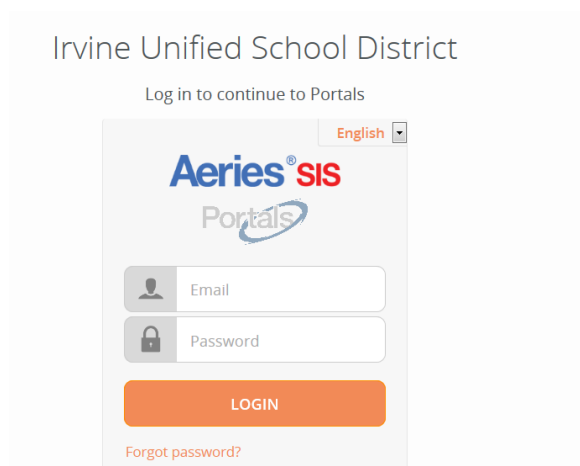 Irvine Unified School District
Log in to continue to Portals
English
Aeries® SIS
Portals
Email
Password
LOGIN
Forgot password?